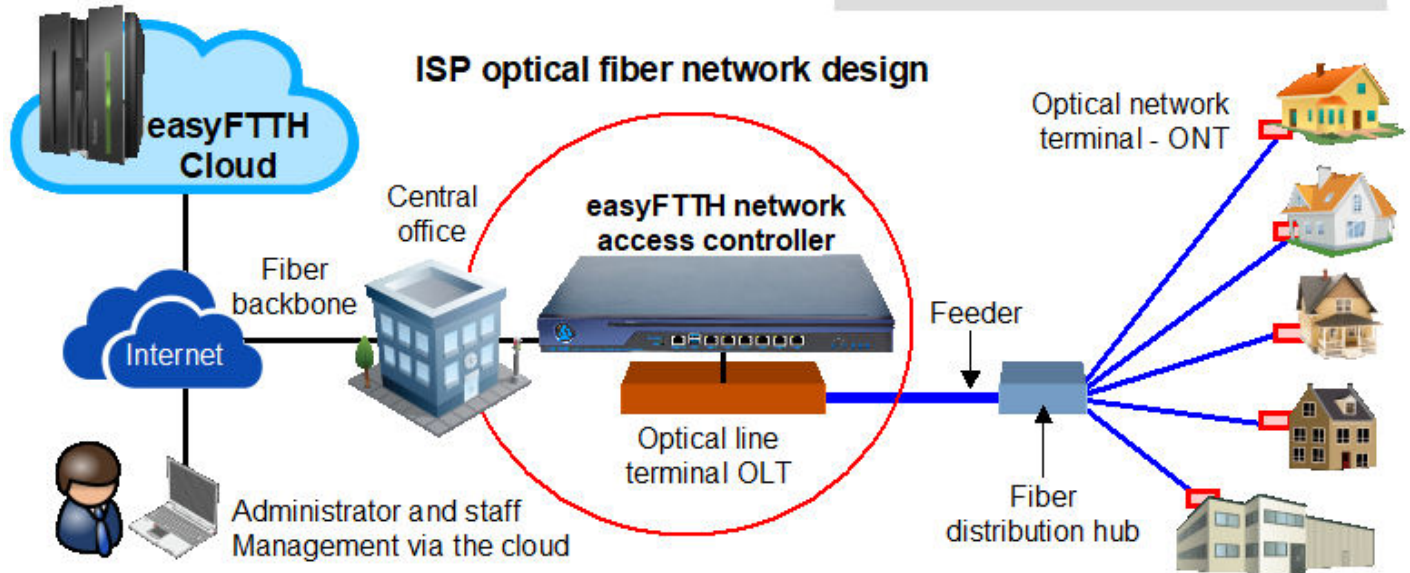 ISP optical fiber network design
easyFTTH
Cloud
Central
office
easyFTTH network
access controller
Optical network
terminal - ONT
Fiber
backbone
Internet
Feeder
Optical line
terminal OLT
Fiber
distribution hub
Administrator and staff
Management via the cloud